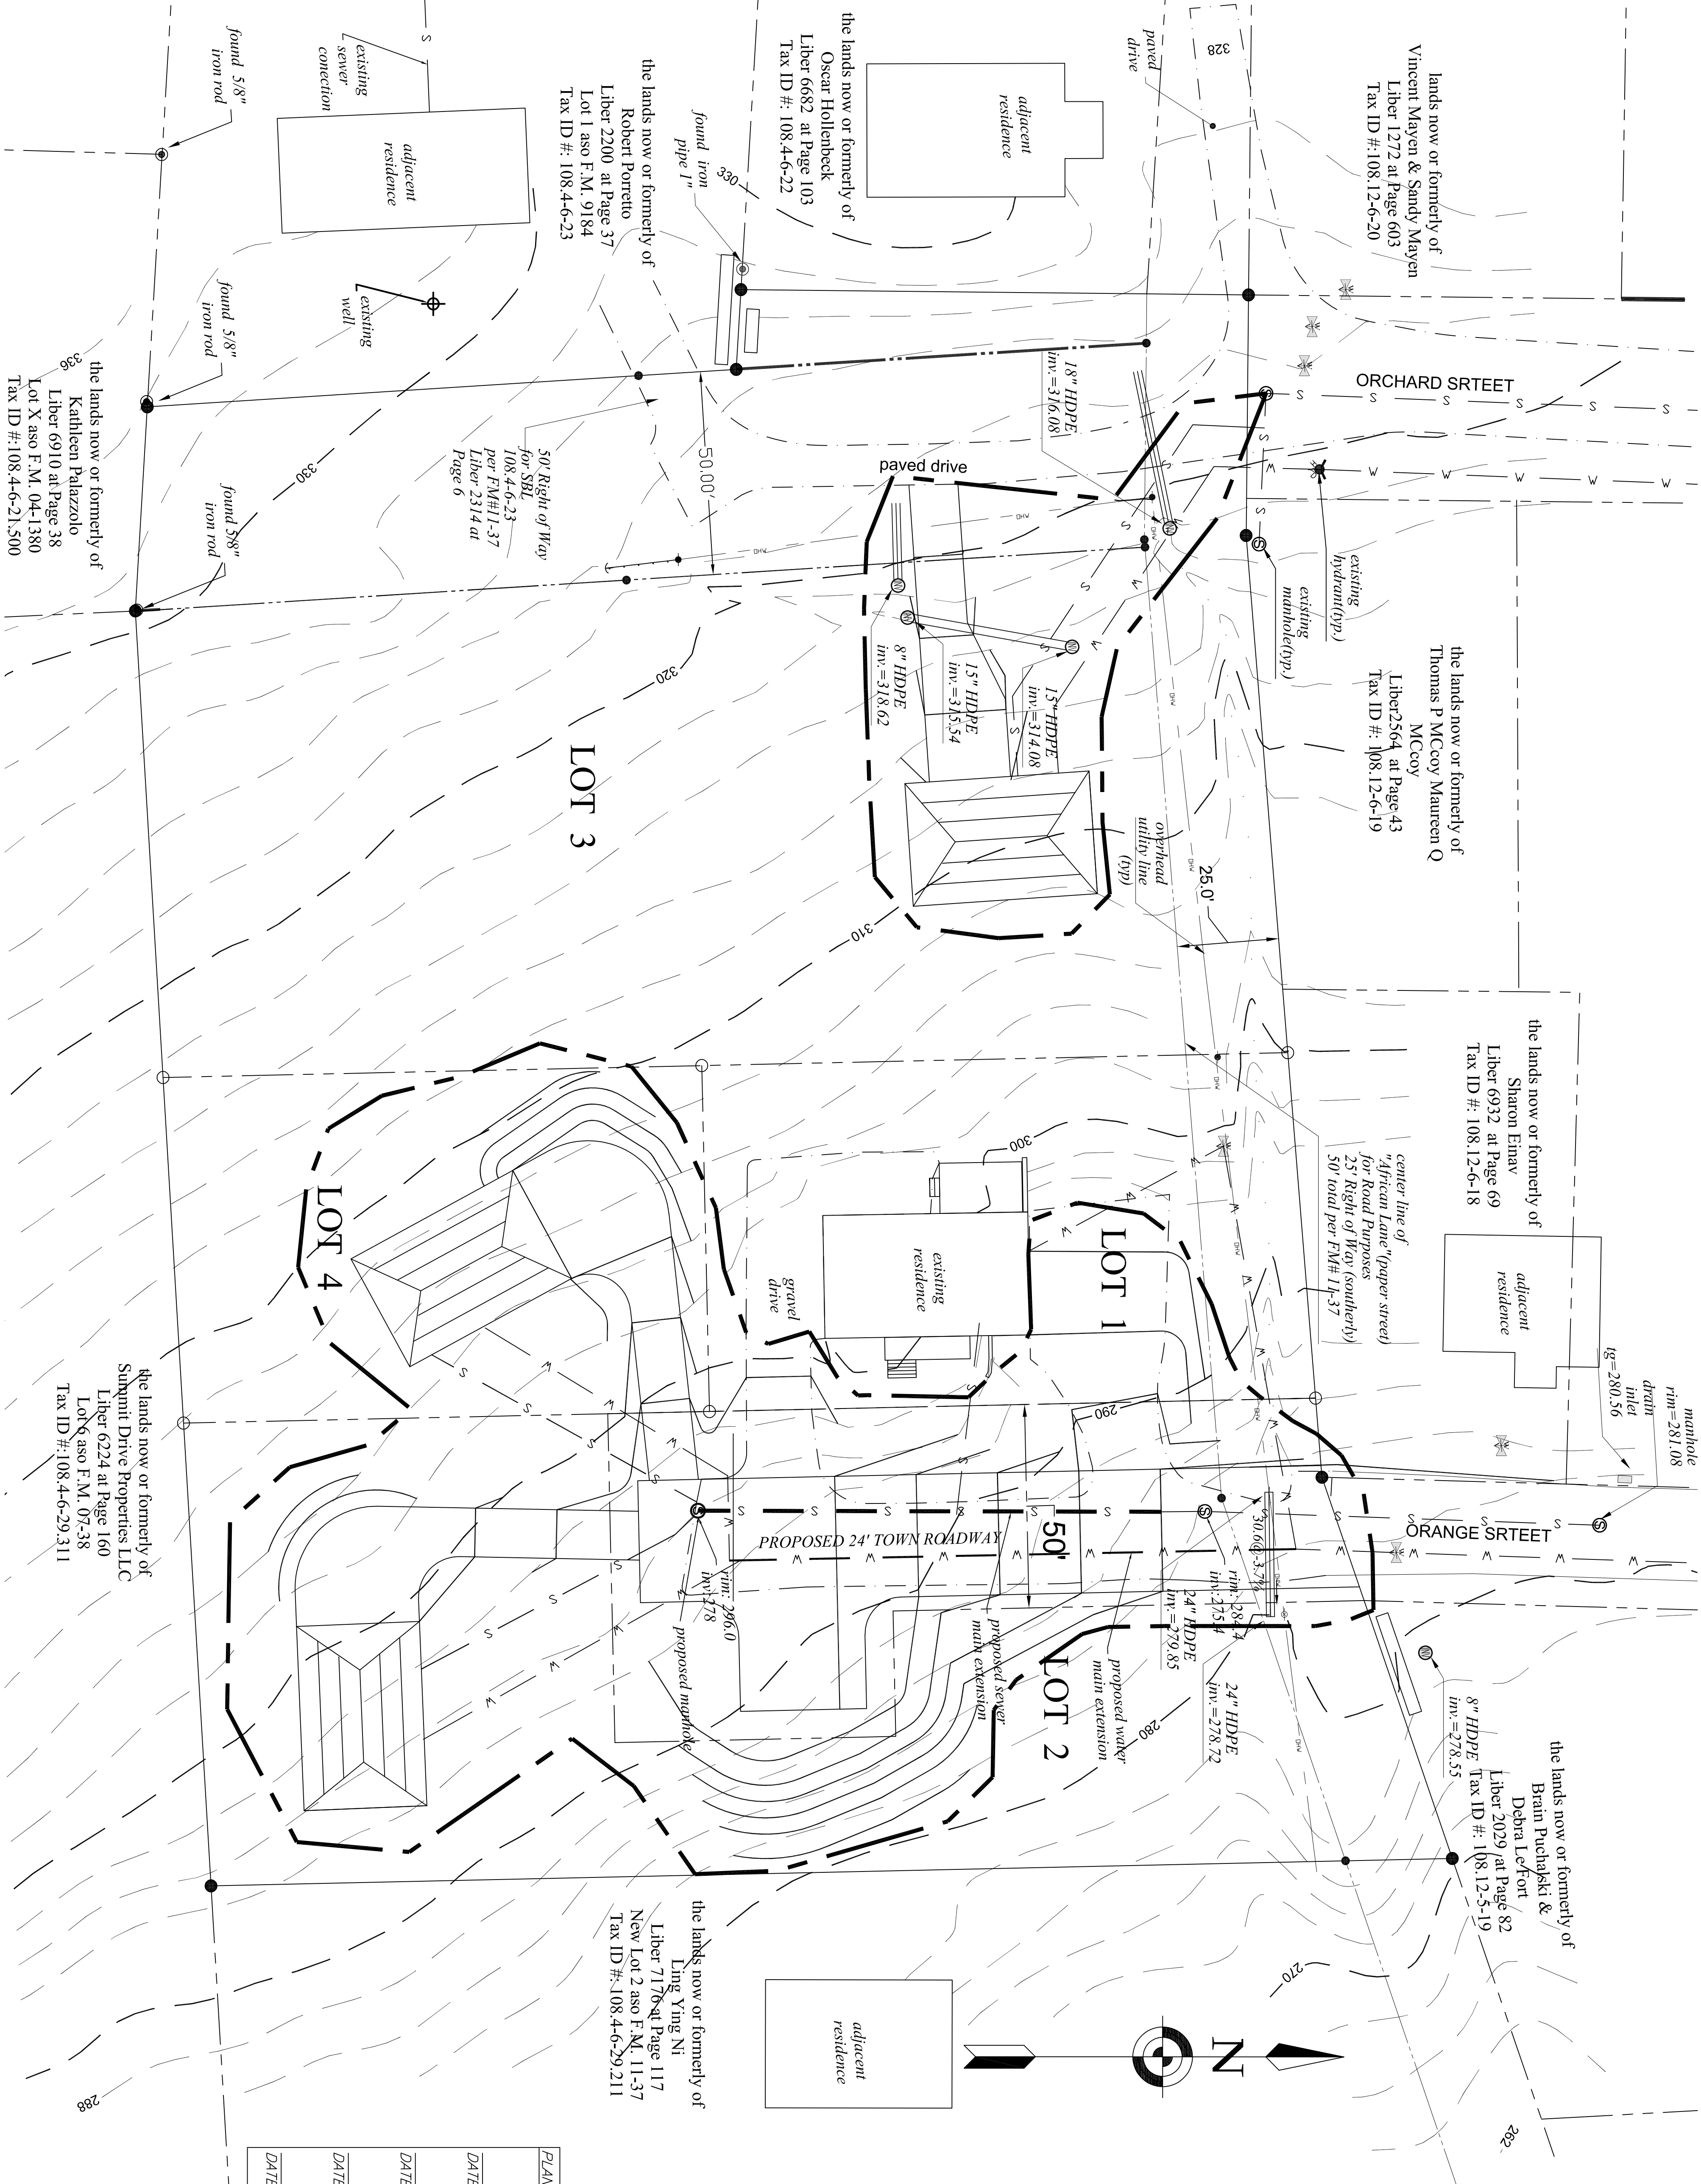 lands now or formerly of
Vincent Mayen & Sandy Mayen
Liber 1272 at Page 603
Tax ID #:108.12-6-20
328
paved
drive
the lands now or formerly of
Oscar Hollenbeck
Liber 6682 at Page 103
Tax ID #: 108.4-6-22
adjacent
residence
the lands now or formerly of
Robert Porretto
Liber 2200 at Page 37
Lot 1 aso F.M. 9184
Tax ID #: 108.4-6-23
found iron
pipe 1"
330
existing
sewer
conection
S
found 5/8"
iron rod
adjacent
residence
existing
well
found 5/8"
iron rod
336
the lands now or formerly of
Kathleen Palazzolo
Liber 6910 at Page 38
Lot X aso F.M. 04-1380
Tax ID #:108.4-6-21.500
330
found 5/8"
iron rod
50' Right of Way
for SBL
108.4-6-23
per FM#11-37
Liber 2314 at
Page 6
50.00'
paved drive
18" HDPE
inv.=316.08
ORCHARD SRTEET
existing
hydrant(typ.)
existing
manhole(typ.)
8" HDPE
inv.=318.62
15" HDPE
inv.=315.54
15" HDPE
inv.=314.08
320
LOT 3
310
the lands now or formerly of
Thomas P MCcoy Maureen Q
MCcoy
Liber2564 at Page 43
Tax ID #: 108.12-6-19
overhead
utility line
(typ)
25.0'
the lands now or formerly of
Sharon Einav
Liber 6932 at Page 69
Tax ID #: 108.12-6-18
center line of
"African Lane"(paper street)
for Road Purposes
25' Right of Way (southerly)
50' total per FM# 11-37
adjacent
residence
300
LOT 1
existing
residence
gravel
drive
LOT 4
290
manhole
rim=281.08
drain
inlet
tg=280.56
ORANGE SRTEET
PROPOSED 24' TOWN ROADWAY
50'
30.0@-3.7%
rim: 284.4
inv:275.4
24" HDPE
inv.=279.85
rim: 296.0
inv:278
proposed manhole
proposed sewer
main extension
proposed water
main extension
24" HDPE
inv.=278.72
LOT 2
280
8" HDPE
inv.=278.55
the lands now or formerly of
Brain Puchalski &
Debra Le Fort
Liber 2029 at Page 82
Tax ID #: 108.12-5-19
the lands now or formerly of
Summit Drive Properties LLC
Liber 6224 at Page 160
Lot 6 aso F.M. 07-38
Tax ID #:108.4-6-29.311
the lands now or formerly of
Ling Ying Ni
Liber 7176 at Page 117
New Lot 2 aso F.M. 11-37
Tax ID #:108.4-6-29.211
adjacent
residence
N
270
262
288
PLAN
DATE
DATE
DATE
DATE